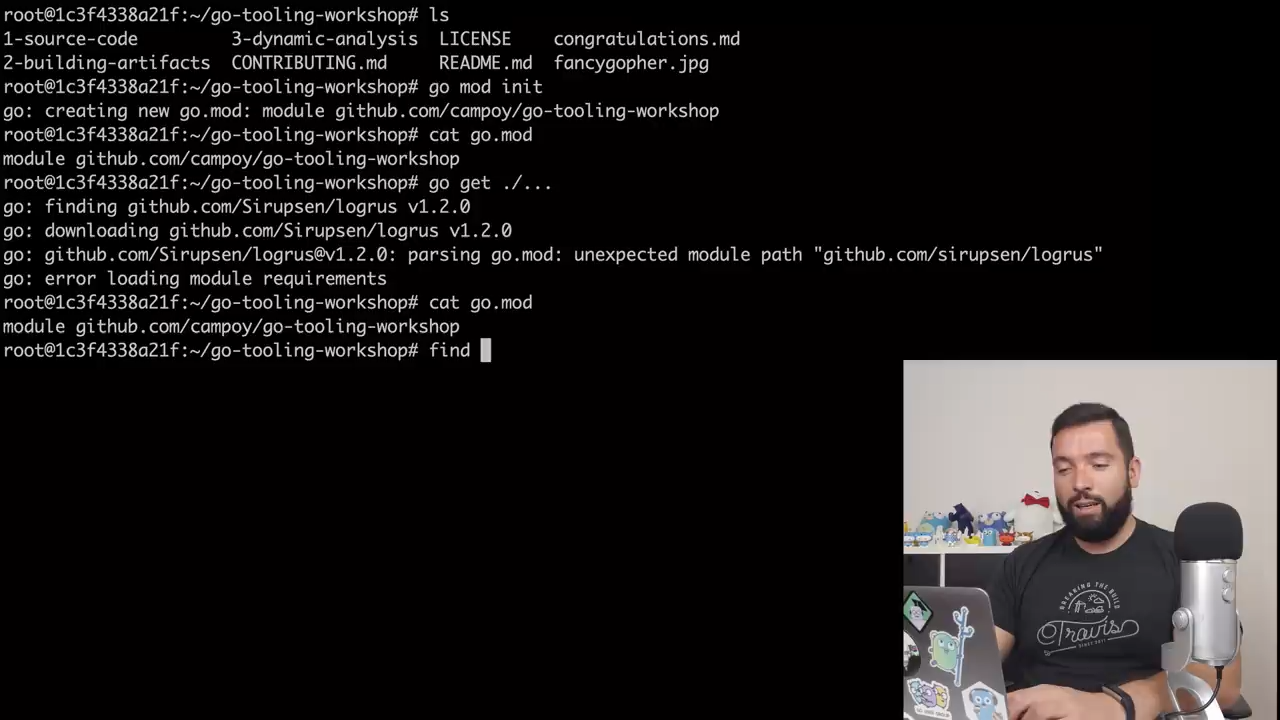 root@1c3f4338a21f:~/go-tooling-workshop# ls
1-source-code 3-dynamic-analysis LICENSE congratulations.md
2-building-artifacts CONTRIBUTING.md README.md fancygopher.jpg
root@1c3f4338a21f:~/go-tooling-workshop# go mod init
go: creating new go.mod: module github.com/campoy/go-tooling-workshop
root@1c3f4338a21f:~/go-tooling-workshop# cat go.mod
module github.com/campoy/go-tooling-workshop
root@1c3f4338a21f:~/go-tooling-workshop# go get ./...
go: finding github.com/Sirupsen/logrus v1.2.0
go: downloading github.com/Sirupsen/logrus v1.2.0
go: github.com/Sirupsen/logrus@v1.2.0: parsing go.mod: unexpected module path "github.com/sirupsen/logrus"
go: error loading module requirements
root@1c3f4338a21f:~/go-tooling-workshop# cat go.mod
module github.com/campoy/go-tooling-workshop
root@1c3f4338a21f:~/go-tooling-workshop# find
BREAKING THE BUILD
Travis